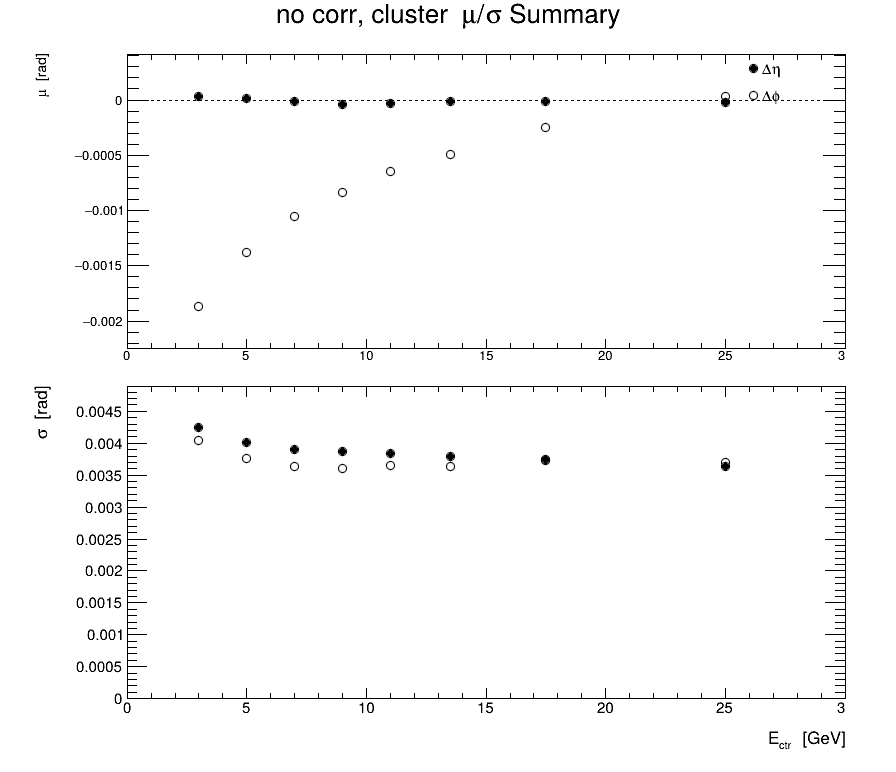 no corr, cluster μ/σ Summary
μ [rad]
Δη
Δϕ
0
−0.0005
−0.001
−0.0015
−0.002
0 5 10 15 20 25 3
σ [rad]
0.0045
0.004
0.0035
0.003
0.0025
0.002
0.0015
0.001
0.0005
0
0 5 10 15 20 25 3
E_ctr [GeV]